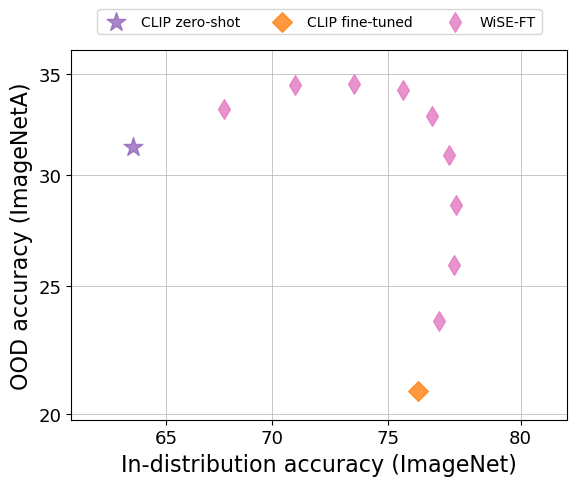 CLIP zero-shot CLIP fine-tuned WiSE-FT
OOD accuracy (ImageNetA)
35
30
25
20
65 70 75 80
In-distribution accuracy (ImageNet)